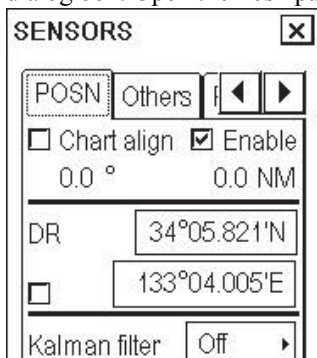 SENSORS
POSN Others
Chart align Enable
0.0 ° 0.0 NM
DR 34°05.821'N
133°04.005'E
Kalman filter Off